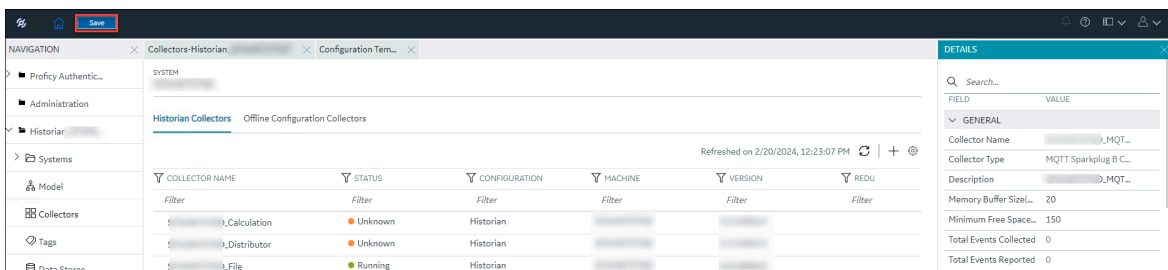 Save
NAVIGATION
Proficy Authentic...
Administration
Historian
Systems
Model
Collectors
Tags
Data Stores
Collectors-Historian
Configuration Tem...
SYSTEM
Historian Collectors
Offline Configuration Collectors
Refreshed on 2/20/2024, 12:23:07 PM
COLLECTOR NAME STATUS CONFIGURATION MACHINE VERSION REDU
Filter Filter Filter Filter Filter Filter
_Calculation Unknown Historian
_Distributor Unknown Historian
_File Running Historian
DETAILS
Search...
FIELD VALUE
GENERAL
Collector Name _MQT...
Collector Type MQTT Sparkplug B C...
Description _MQT...
Memory Buffer Size(... 20
Minimum Free Space... 150
Total Events Collected 0
Total Events Reported 0